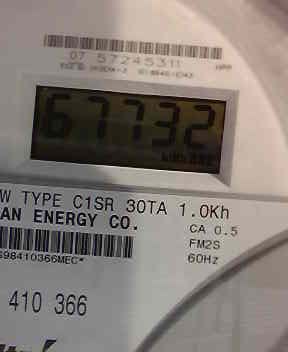 07 57245311
67732
W TYPE C1SR 30TA 1.0Kh
AN ENERGY CO.
CA 0.5
FM2S
60Hz
698410366MEC*
410 366